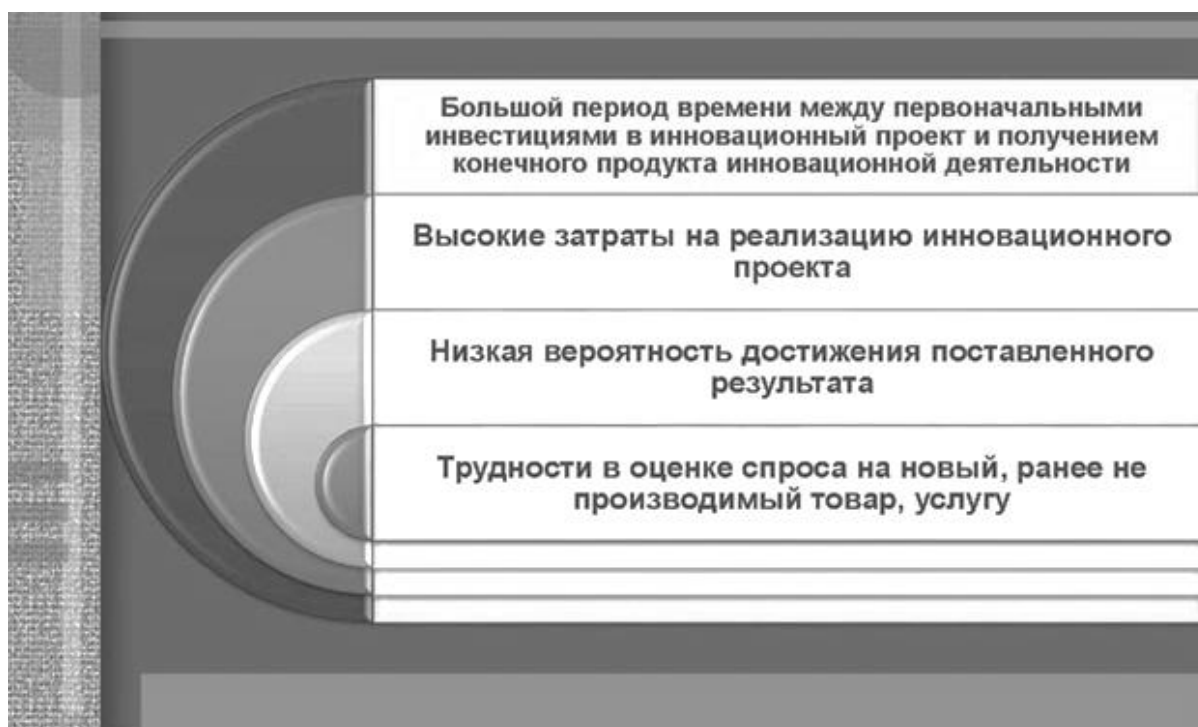 Большой период времени между первоначальными
инвестициями в инновационный проект и получением
конечного продукта инновационной деятельности
Высокие затраты на реализацию инновационного
проекта
Низкая вероятность достижения поставленного
результата
Трудности в оценке спроса на новый, ранее не
производимый товар, услугу